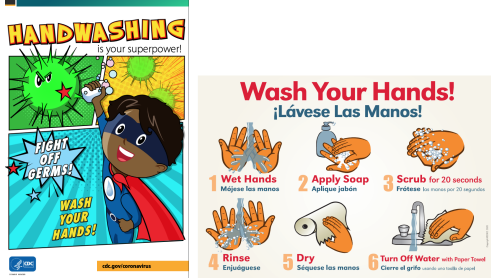 HANDWASHING
is your superpower!
FIGHT
OFF
GERMS!
WASH
YOUR
HANDS!
CDC
cdc.gov/coronavirus
Wash Your Hands!
¡Lávese Las Manos!
1 Wet Hands
Mójese las manos
2 Apply Soap
Aplique jabón
3 Scrub for 20 seconds
Frótese las manos por 20 segundos
4 Rinse
Enjuáguese
5 Dry
Séquese las manos
6 Turn Off Water with Paper Towel
Cierre el grifo usando una toalla de papel